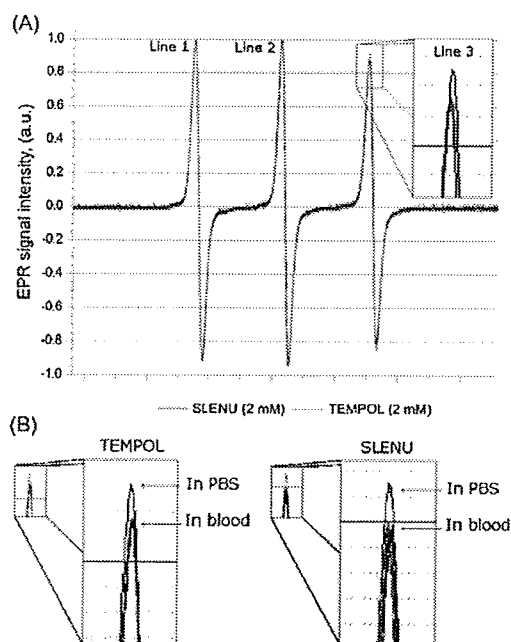 (A)
Line 1
Line 2
Line 3
EPR signal intensity, (a.u.)
1.0
0.8
0.6
0.4
0.2
0.0
-0.2
-0.4
-0.6
-0.8
-1.0
SLENU (2 mM)
TEMPOL (2 mM)
(B)
TEMPOL
In PBS
In blood
SLENU
In PBS
In blood